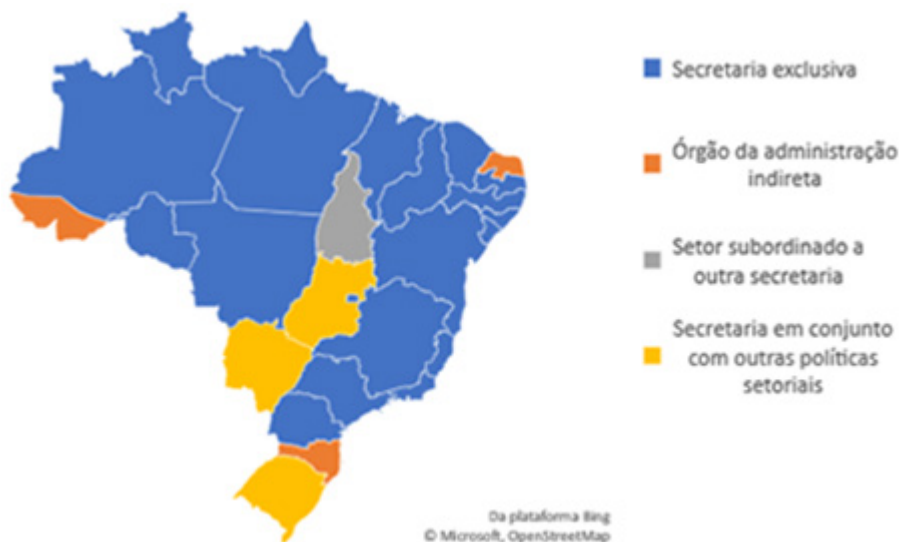 Secretaria exclusiva
Órgão da administração
indireta
Setor subordinado a
outra secretaria
Secretaria em conjunto
com outras políticas
setoriais
Da plataforma Bing
© Microsoft, OpenStreetMap